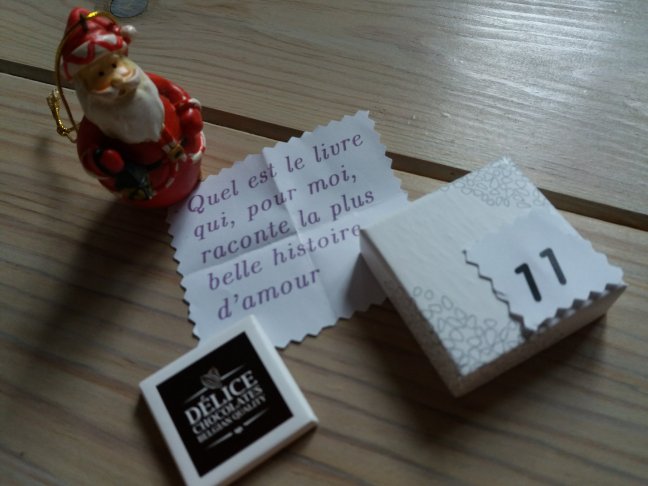 Quel est le livre
qui, pour moi,
raconte la plus
belle histoire
d'amour
11
DÉLICE
CHOCOLATES
BELGIAN QUALITY